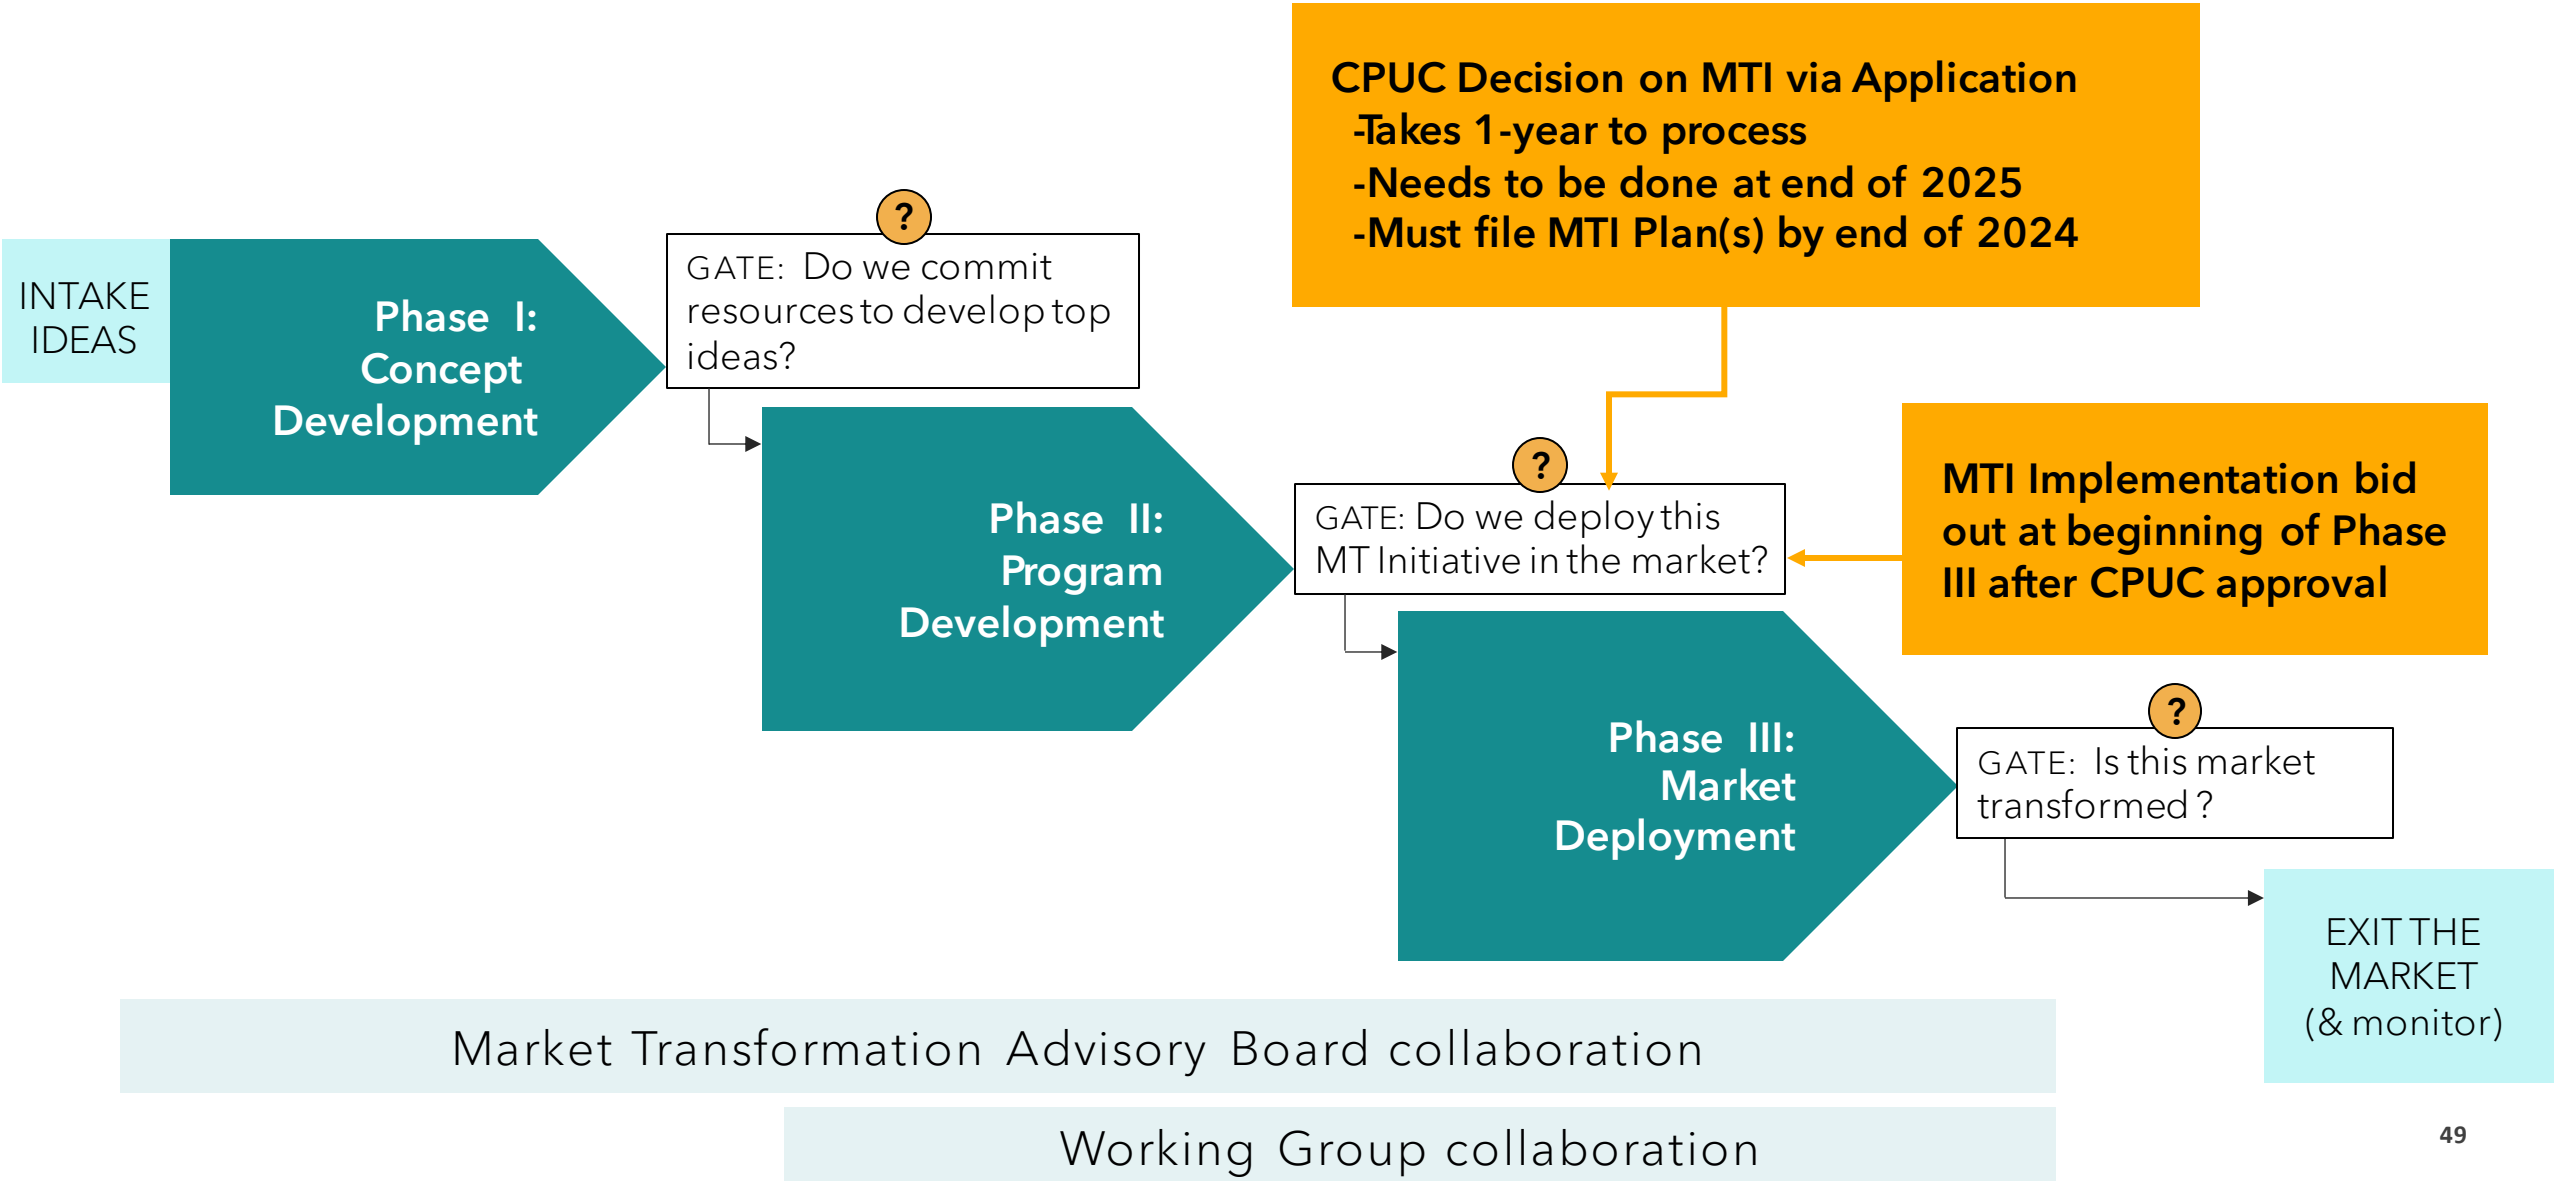 CPUC Decision on MTI via Application
-Takes 1-year to process
-Needs to be done at end of 2025
-Must file MTI Plan(s) by end of 2024
INTAKE
IDEAS
Phase I:
Concept
Development
?
GATE: Do we commit
resources to develop top
ideas?
Phase II:
Program
Development
?
GATE: Do we deploy this
MT Initiative in the market?
MTI Implementation bid
out at beginning of Phase
III after CPUC approval
Phase III:
Market
Deployment
?
GATE: Is this market
transformed?
EXIT THE
MARKET
(& monitor)
Market Transformation Advisory Board collaboration
Working Group collaboration
49